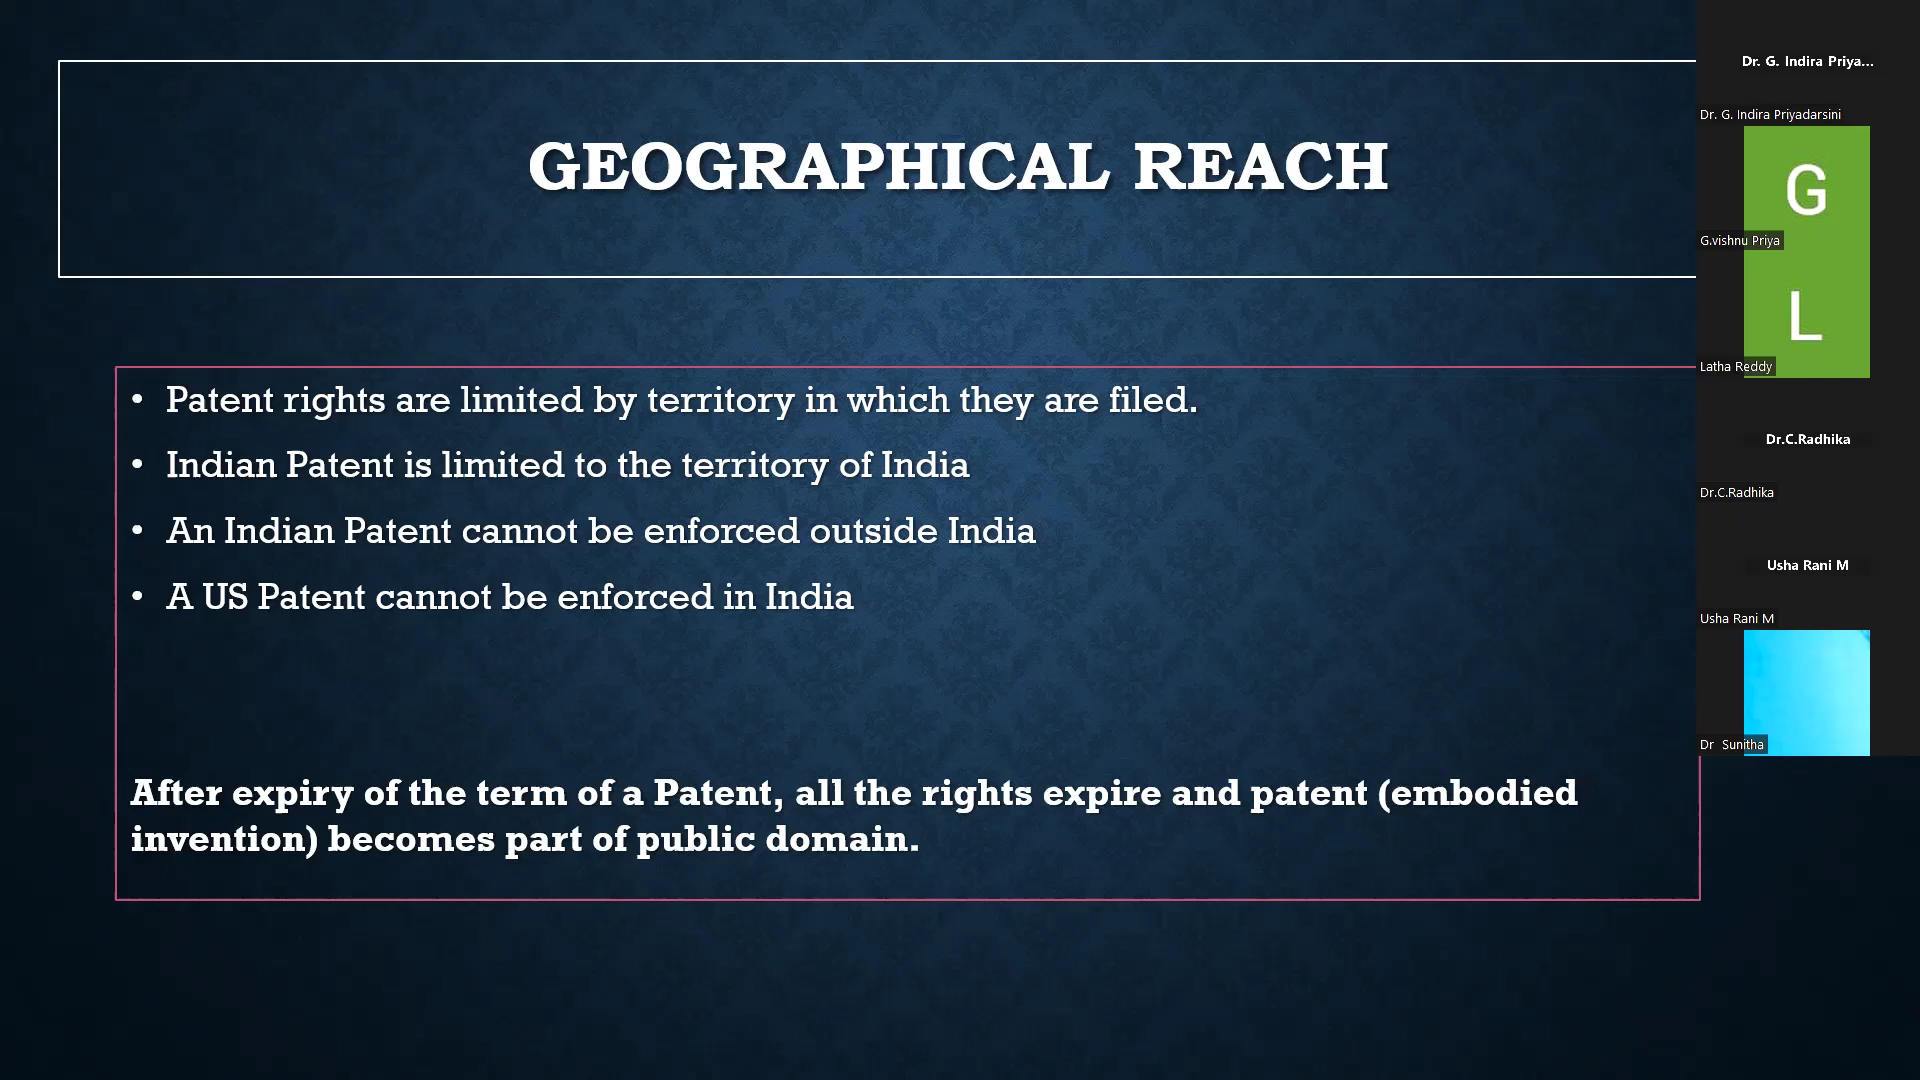 GEOGRAPHICAL REACH
• Patent rights are limited by territory in which they are filed.
• Indian Patent is limited to the territory of India
• An Indian Patent cannot be enforced outside India
• A US Patent cannot be enforced in India
After expiry of the term of a Patent, all the rights expire and patent (embodied
invention) becomes part of public domain.
Dr. G. Indira Priya...
Dr. G. Indira Priyadarsini
G
G.vishnu Priya
L
Latha Reddy
Dr.C.Radhika
Dr.C.Radhika
Usha Rani M
Usha Rani M
Dr Sunitha